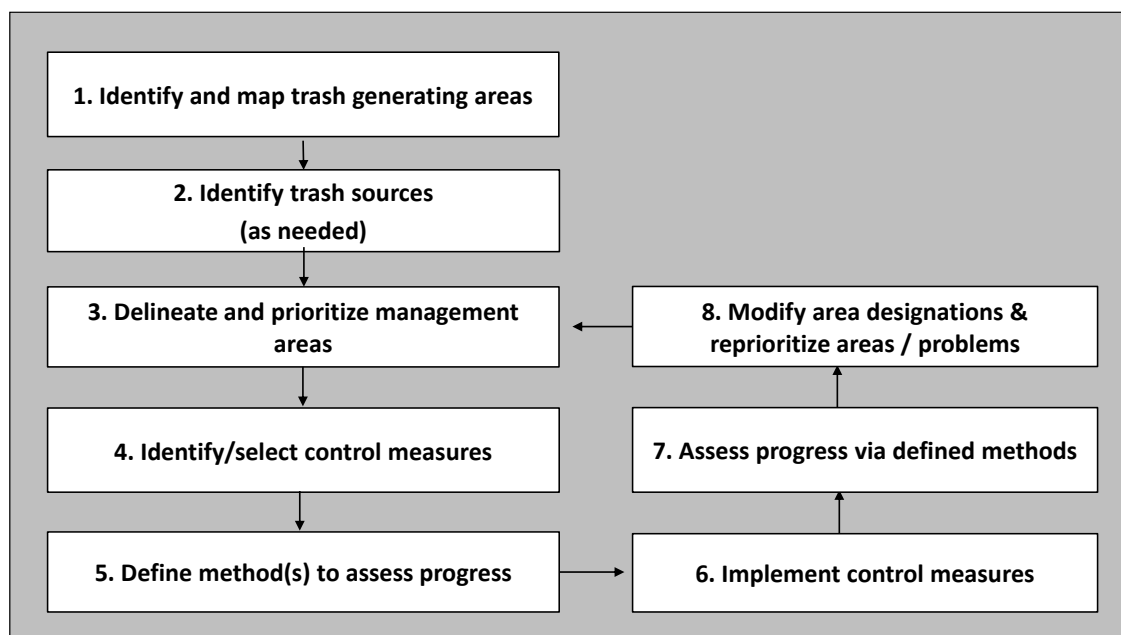 1. Identify and map trash generating areas
2. Identify trash sources
(as needed)
3. Delineate and prioritize management
areas
4. Identify/select control measures
5. Define method(s) to assess progress
6. Implement control measures
7. Assess progress via defined methods
8. Modify area designations &
reprioritize areas / problems